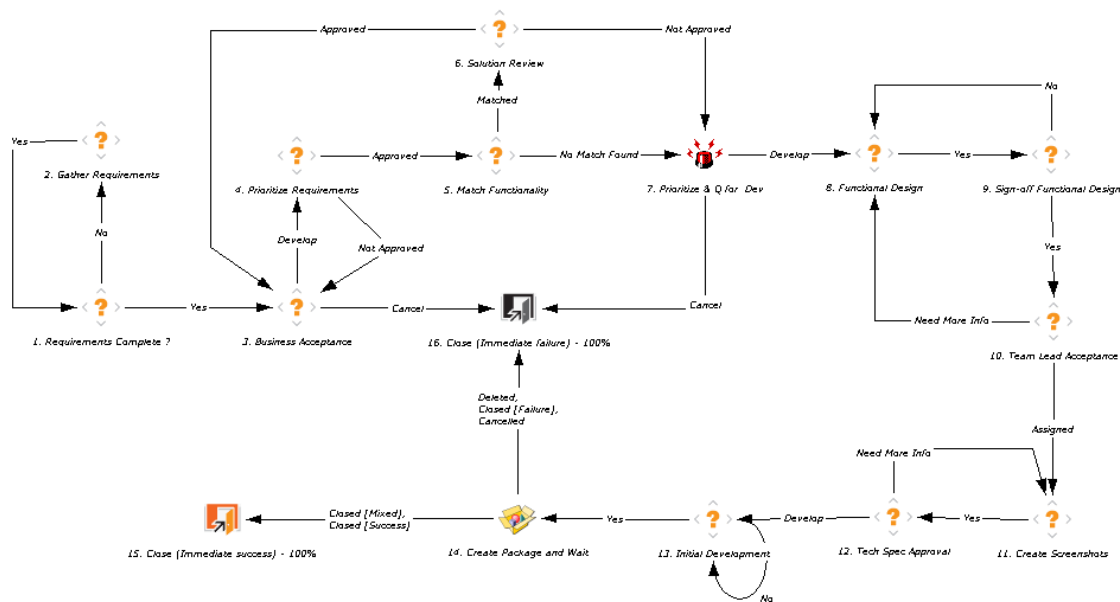 Approved
Not Approved
6. Solution Review
No
Matched
Yes
2. Gather Requirements
Approved
4. Prioritize Requirements
5. Match Functionality
No Match Found
7. Prioritize & Q for Dev
Develop
8. Functional Design
Yes
9. Sign-off Functional Design
No
Develop
Not Approved
Yes
1. Requirements Complete ?
Yes
3. Business Acceptance
Cancel
16. Close (Immediate failure) - 100%
Cancel
Need More Info
10. Team Lead Acceptance
Deleted,
Closed [Failure],
Cancelled
Assigned
Need More Info
Closed [Mixed],
Closed [Success]
15. Close (Immediate success) - 100%
14. Create Package and Wait
Yes
13. Initial Development
Develop
12. Tech Spec Approval
Yes
11. Create Screenshots
No